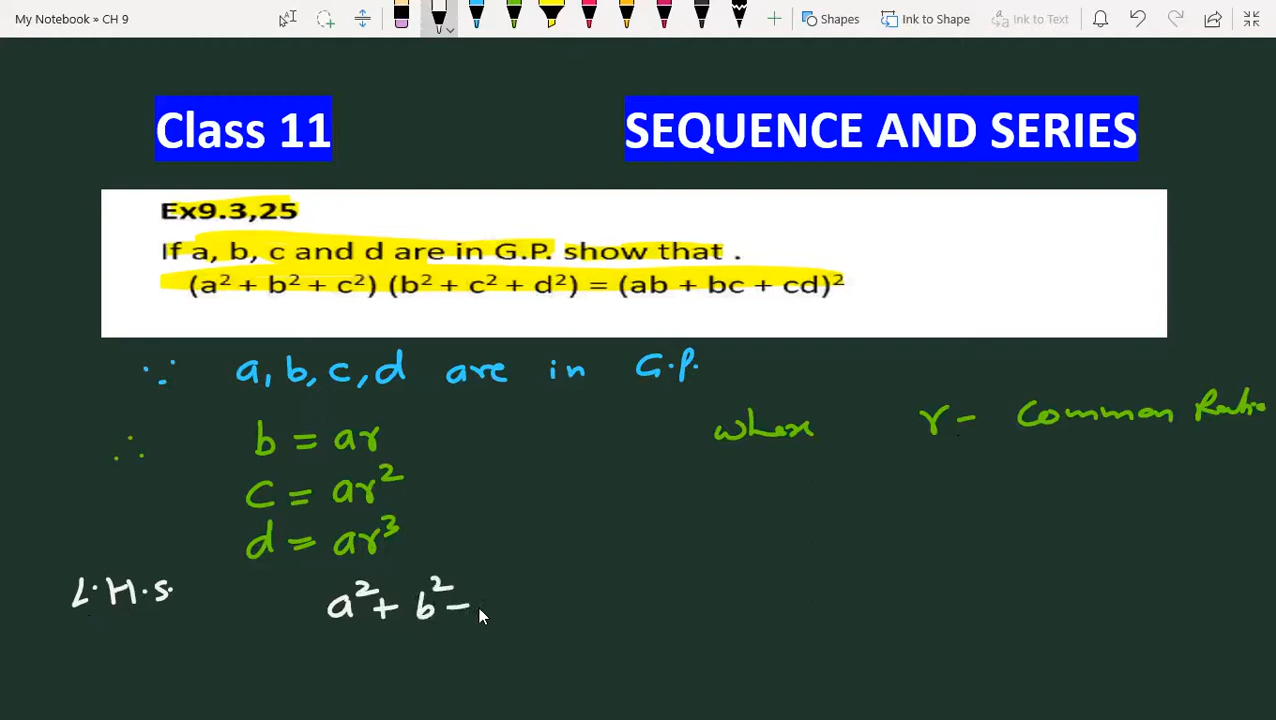 My Notebook > CH 9
Shapes
Ink to Shape
Ink to Text
Class 11
SEQUENCE AND SERIES
Ex9.3,25
If a, b, c and d are in G.P. show that .
(a² + b² + c²) (b² + c² + d²) = (ab + bc + cd)²
∵ a, b, c, d are in G.P.
∴ b = ar where r - Common Ratio
c = ar²
d = ar³
L.H.S. a² + b² -